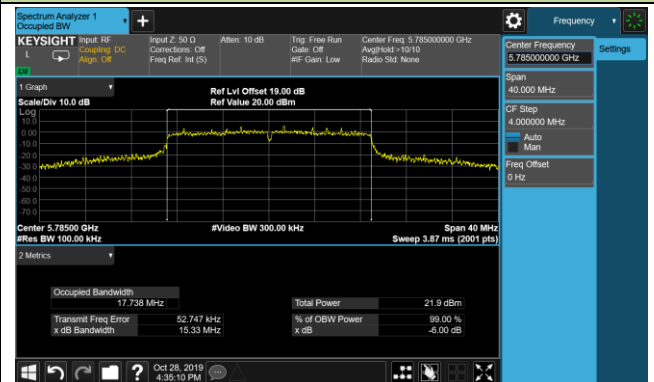 Spectrum Analyzer 1
Occupied BW
Frequency
KEYSIGHT
L
Input: RF
Coupling: DC
Align: Off
Input Z: 50 Ω
Corrections: Off
Freq Ref: Int (S)
Atten: 10 dB
Trig: Free Run
Gate: Off
#IF Gain: Low
Center Freq: 5.785000000 GHz
Avg|Hold:>10/10
Radio Std: None
Center Frequency
5.785000000 GHz
Settings
Span
40.000 MHz
CF Step
4.000000 MHz
Auto
Man
Freq Offset
0 Hz
1 Graph
Scale/Div 10.0 dB
Ref Lvl Offset 19.00 dB
Ref Value 20.00 dBm
Log
10.0
0.00
-10.0
-20.0
-30.0
-40.0
-50.0
-60.0
-70.0
Center 5.78500 GHz
#Video BW 300.00 kHz
Span 40 MHz
#Res BW 100.00 kHz
Sweep 3.87 ms (2001 pts)
2 Metrics
Occupied Bandwidth
17.738 MHz
Total Power
21.9 dBm
Transmit Freq Error
52.747 kHz
% of OBW Power
99.00 %
x dB Bandwidth
15.33 MHz
x dB
-6.00 dB
?
Oct 28, 2019
4:35:10 PM